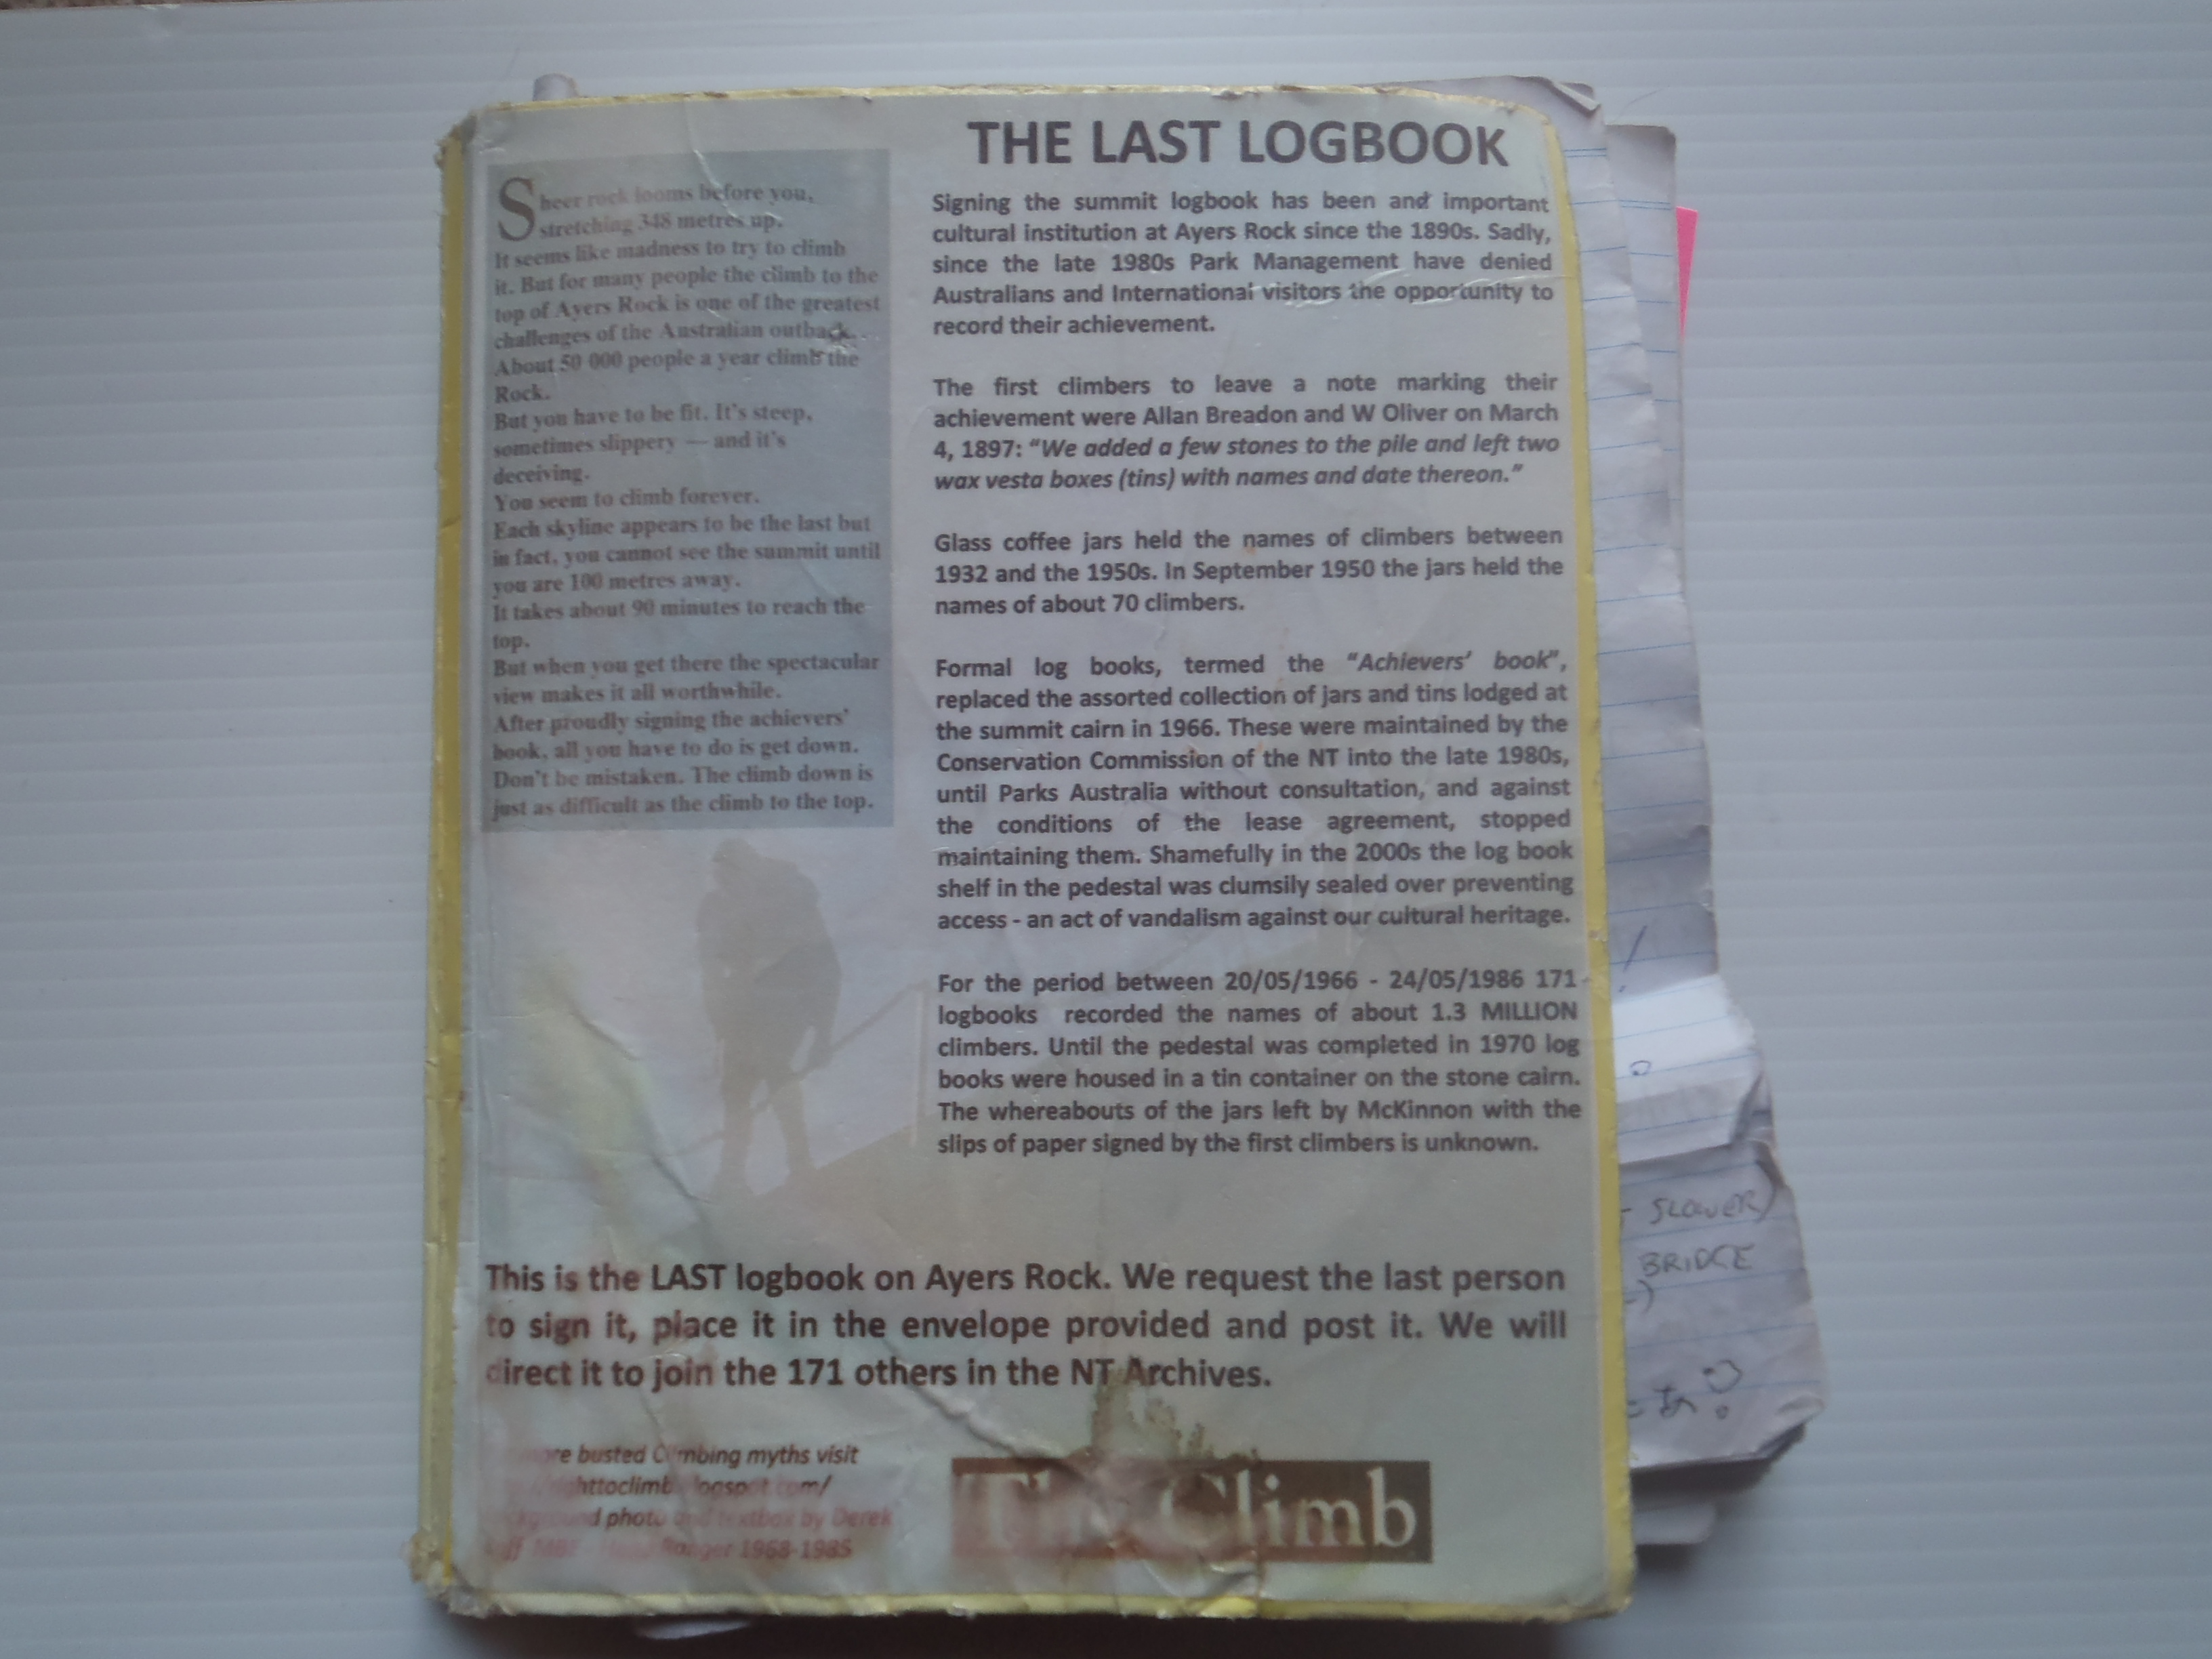 THE LAST LOGBOOK
Sheer rock looms before you,
stretching 348 metres up.
It seems like madness to try to climb
it. But for many people the climb to the
top of Ayers Rock is one of the greatest
challenges of the Australian outback.
About 50 000 people a year climb the
Rock.
But you have to be fit. It's steep,
sometimes slippery — and it's
deceiving.
You seem to climb forever.
Each skyline appears to be the last but
in fact, you cannot see the summit until
you are 100 metres away.
It takes about 90 minutes to reach the
top.
But when you get there the spectacular
view makes it all worthwhile.
After proudly signing the achievers'
book, all you have to do is get down.
Don't be mistaken. The climb down is
just as difficult as the climb to the top.
Signing the summit logbook has been and important
cultural institution at Ayers Rock since the 1890s. Sadly,
since the late 1980s Park Management have denied
Australians and International visitors the opportunity to
record their achievement.
The first climbers to leave a note marking their
achievement were Allan Breadon and W Oliver on March
4, 1897: "We added a few stones to the pile and left two
wax vesta boxes (tins) with names and date thereon."
Glass coffee jars held the names of climbers between
1932 and the 1950s. In September 1950 the jars held the
names of about 70 climbers.
Formal log books, termed the "Achievers' book",
replaced the assorted collection of jars and tins lodged at
the summit cairn in 1966. These were maintained by the
Conservation Commission of the NT into the late 1980s,
until Parks Australia without consultation, and against
the conditions of the lease agreement, stopped
maintaining them. Shamefully in the 2000s the log book
shelf in the pedestal was clumsily sealed over preventing
access - an act of vandalism against our cultural heritage.
For the period between 20/05/1966 - 24/05/1986 171
logbooks recorded the names of about 1.3 MILLION
climbers. Until the pedestal was completed in 1970 log
books were housed in a tin container on the stone cairn.
The whereabouts of the jars left by McKinnon with the
slips of paper signed by the first climbers is unknown.
This is the LAST logbook on Ayers Rock. We request the last person
to sign it, place it in the envelope provided and post it. We will
direct it to join the 171 others in the NT Archives.
busted Climbing myths visit
photo and textbox by Derek
Ranger 1968-1985
The Climb
SLOWER)
BRIDGE